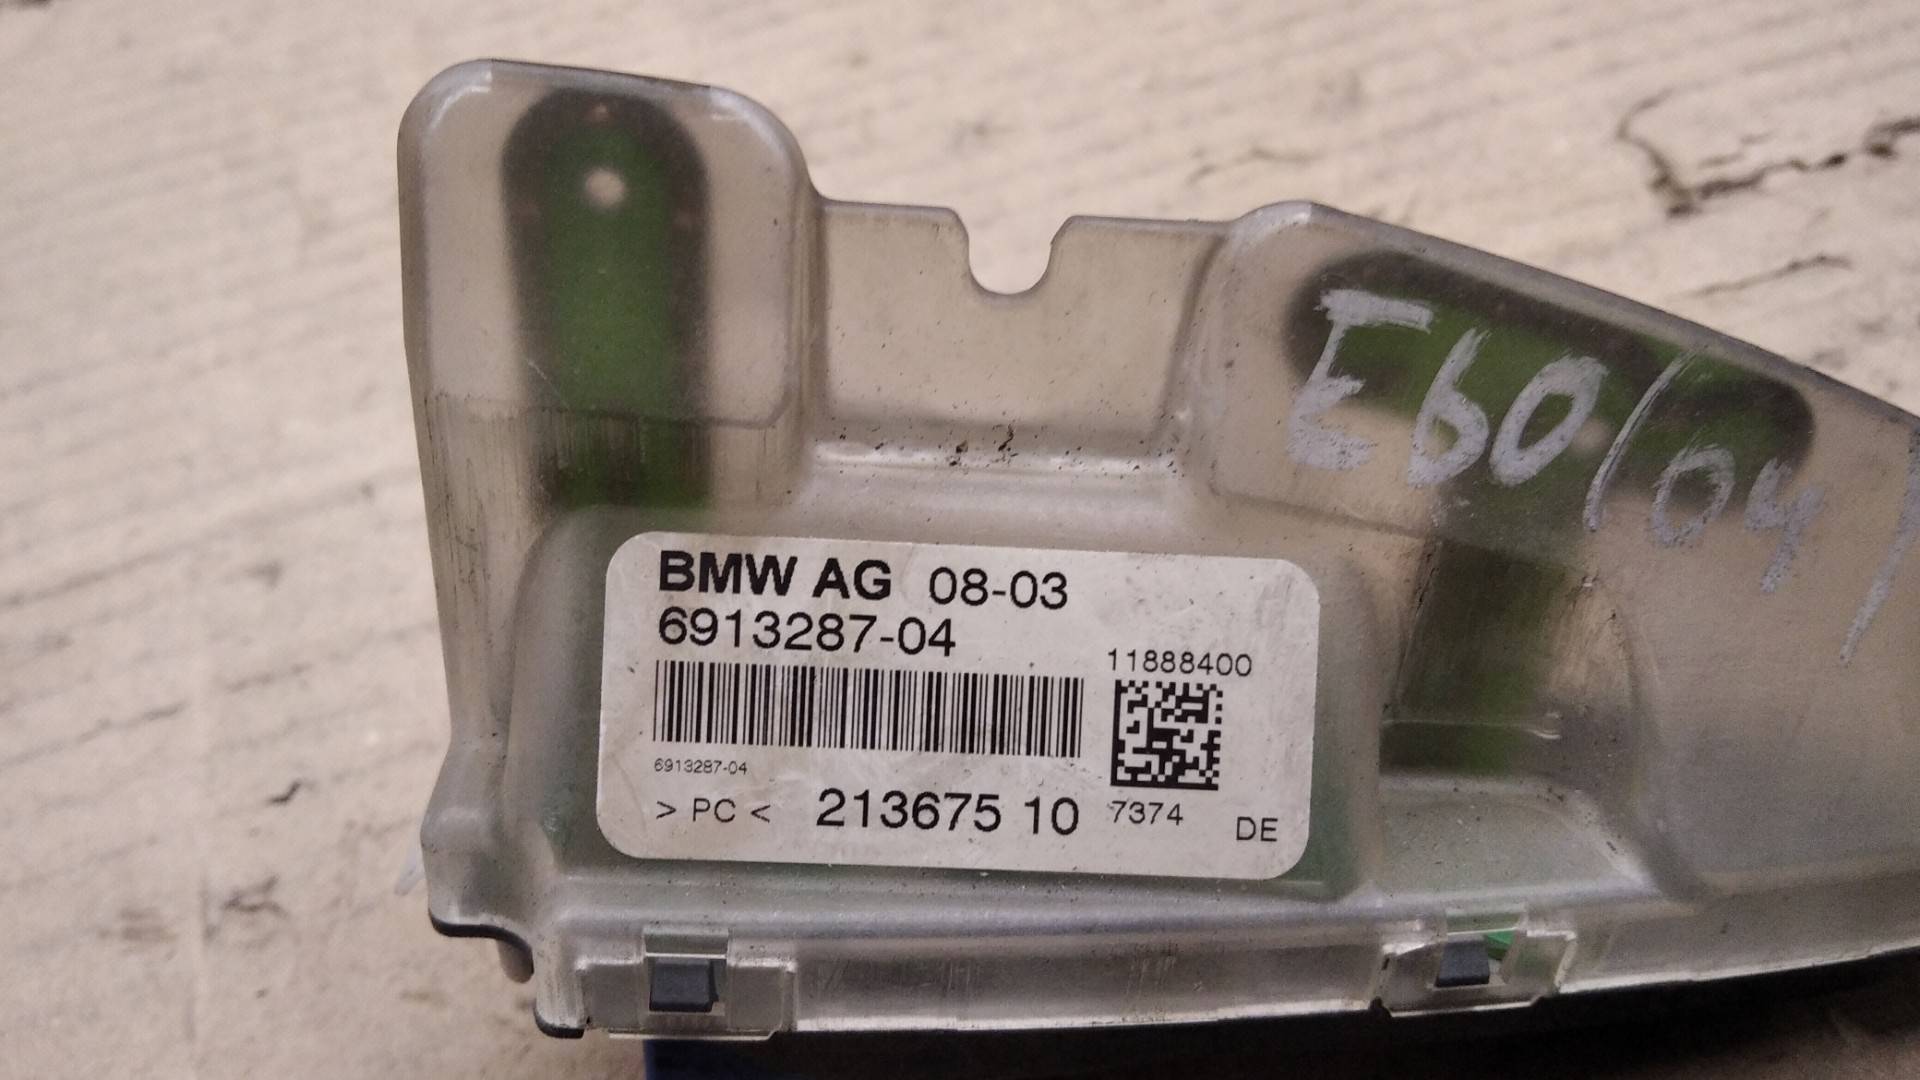 E60/04/
BMW AG 08-03
6913287-04
11888400
6913287-04
> PC < 213675 10 7374 DE